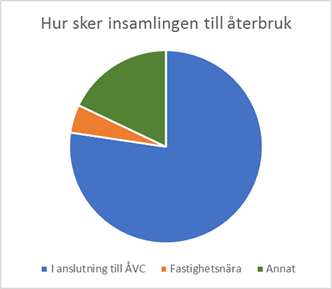 Hur sker insamlingen till återbruk
I anslutning till ÅVC Fastighetsnära Annat